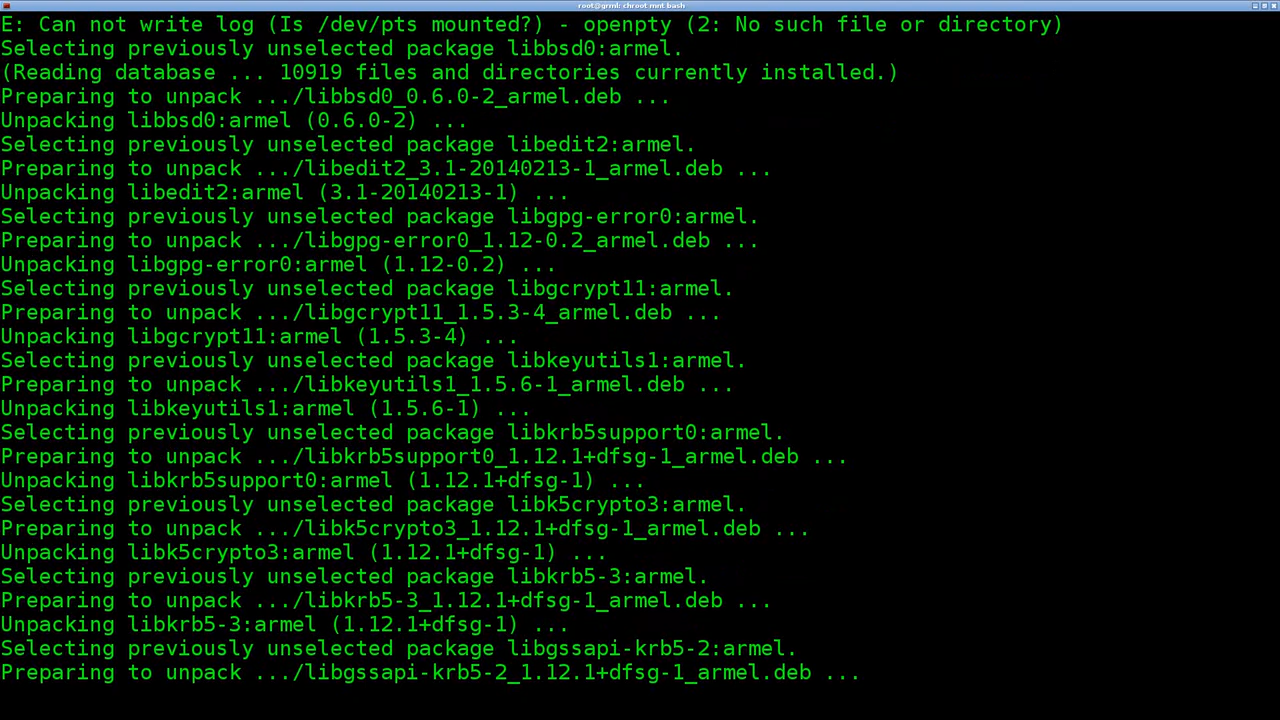 root@grml: chroot mnt bash
E: Can not write log (Is /dev/pts mounted?) - openpty (2: No such file or directory)
Selecting previously unselected package libbsd0:armel.
(Reading database ... 10919 files and directories currently installed.)
Preparing to unpack .../libbsd0_0.6.0-2_armel.deb ...
Unpacking libbsd0:armel (0.6.0-2) ...
Selecting previously unselected package libedit2:armel.
Preparing to unpack .../libedit2_3.1-20140213-1_armel.deb ...
Unpacking libedit2:armel (3.1-20140213-1) ...
Selecting previously unselected package libgpg-error0:armel.
Preparing to unpack .../libgpg-error0_1.12-0.2_armel.deb ...
Unpacking libgpg-error0:armel (1.12-0.2) ...
Selecting previously unselected package libgcrypt11:armel.
Preparing to unpack .../libgcrypt11_1.5.3-4_armel.deb ...
Unpacking libgcrypt11:armel (1.5.3-4) ...
Selecting previously unselected package libkeyutils1:armel.
Preparing to unpack .../libkeyutils1_1.5.6-1_armel.deb ...
Unpacking libkeyutils1:armel (1.5.6-1) ...
Selecting previously unselected package libkrb5support0:armel.
Preparing to unpack .../libkrb5support0_1.12.1+dfsg-1_armel.deb ...
Unpacking libkrb5support0:armel (1.12.1+dfsg-1) ...
Selecting previously unselected package libk5crypto3:armel.
Preparing to unpack .../libk5crypto3_1.12.1+dfsg-1_armel.deb ...
Unpacking libk5crypto3:armel (1.12.1+dfsg-1) ...
Selecting previously unselected package libkrb5-3:armel.
Preparing to unpack .../libkrb5-3_1.12.1+dfsg-1_armel.deb ...
Unpacking libkrb5-3:armel (1.12.1+dfsg-1) ...
Selecting previously unselected package libgssapi-krb5-2:armel.
Preparing to unpack .../libgssapi-krb5-2_1.12.1+dfsg-1_armel.deb ...